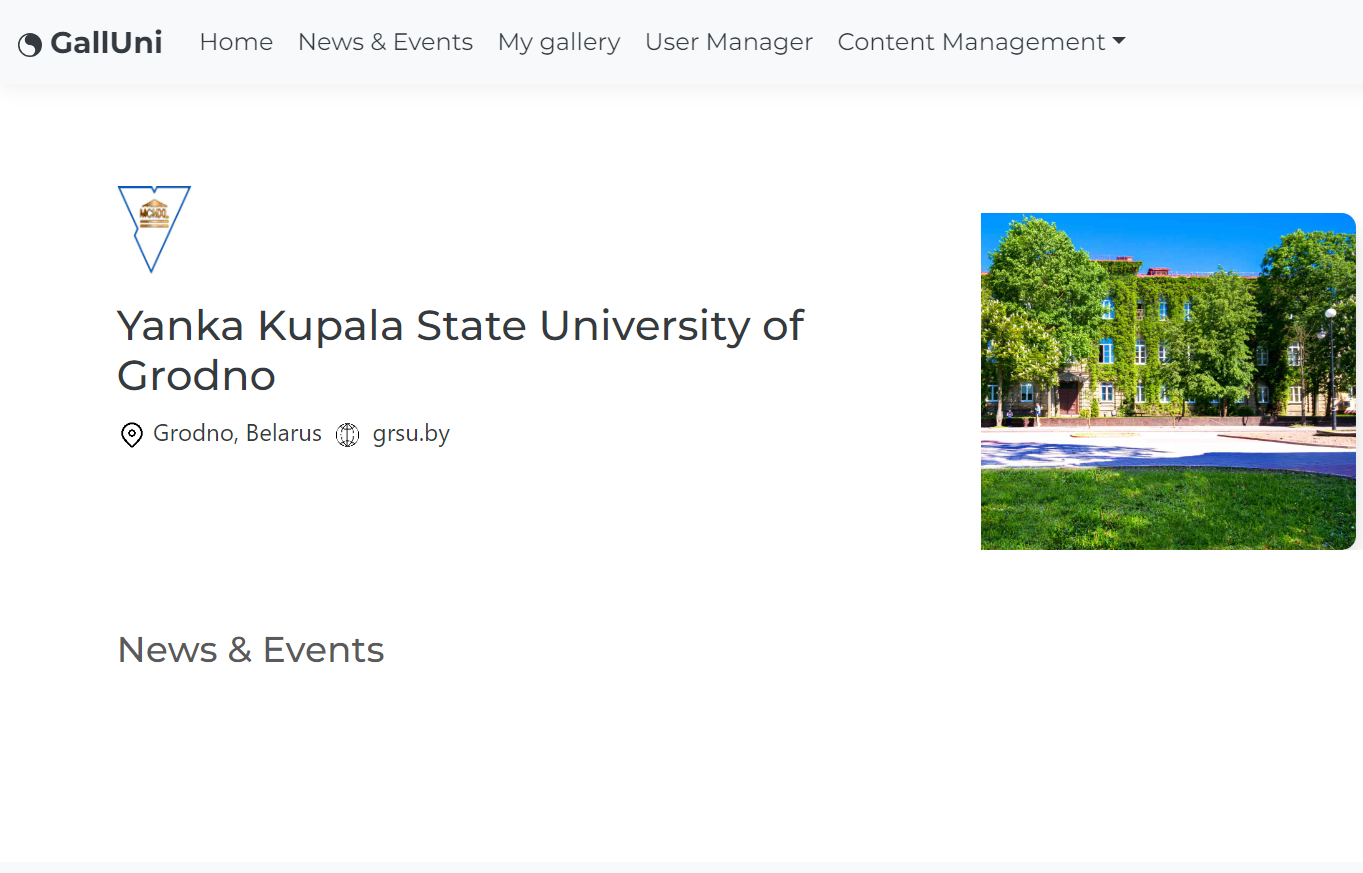 GallUni Home News & Events My gallery User Manager Content Management
Yanka Kupala State University of
Grodno
Grodno, Belarus grsu.by
News & Events